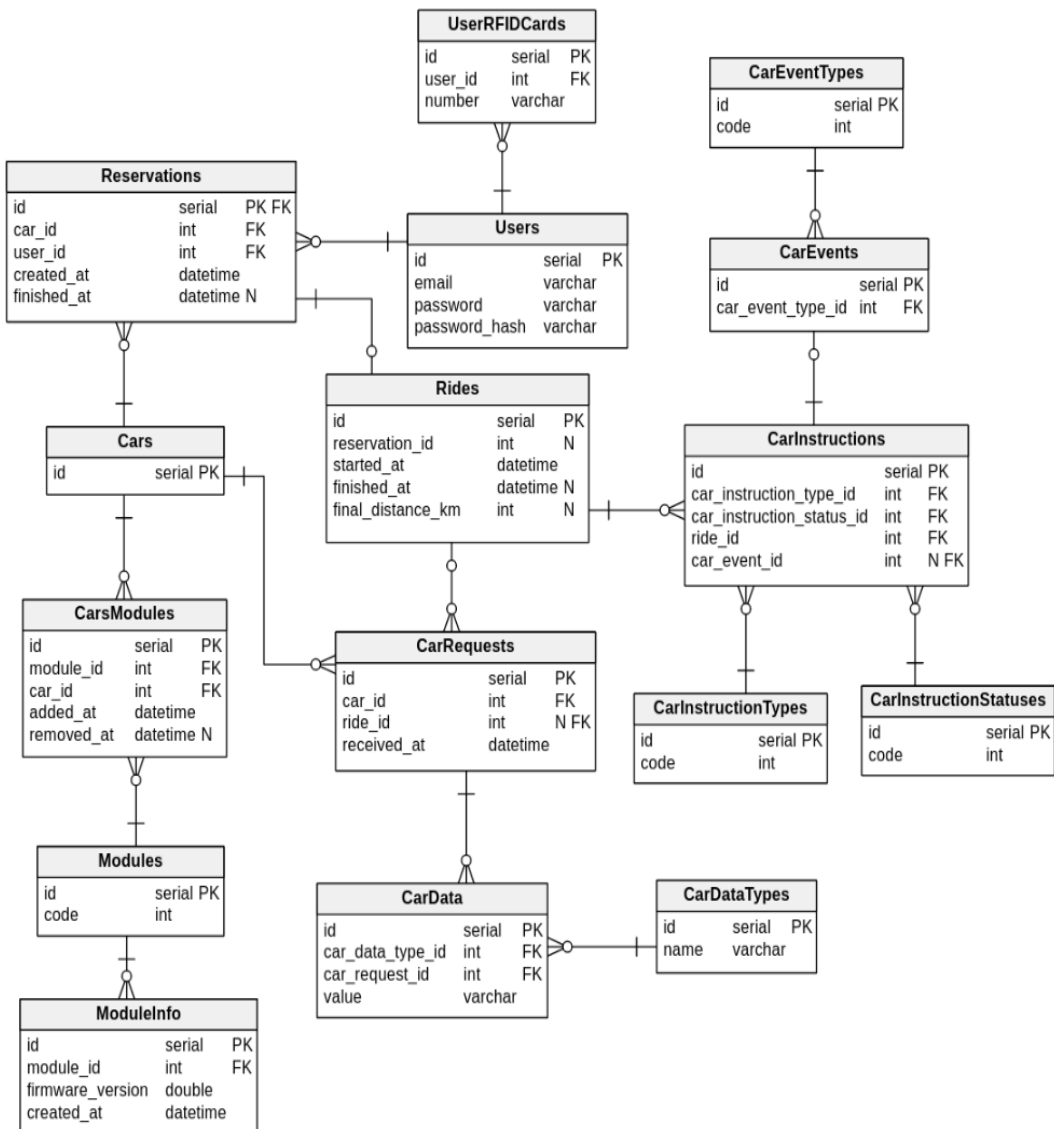 UserRFIDCards
id serial PK
user_id int FK
number varchar
CarEventTypes
id serial PK
code int
Reservations
id serial PK FK
car_id int FK
user_id int FK
created_at datetime
finished_at datetime N
Users
id serial PK
email varchar
password varchar
password_hash varchar
CarEvents
id serial PK
car_event_type_id int FK
Rides
id serial PK
reservation_id int N
started_at datetime
finished_at datetime N
final_distance_km int N
Cars
id serial PK
CarInstructions
id serial PK
car_instruction_type_id int FK
car_instruction_status_id int FK
ride_id int FK
car_event_id int N FK
CarsModules
id serial PK
module_id int FK
car_id int FK
added_at datetime
removed_at datetime N
CarRequests
id serial PK
car_id int FK
ride_id int N FK
received_at datetime
CarInstructionTypes
id serial PK
code int
CarInstructionStatuses
id serial PK
code int
Modules
id serial PK
code int
CarData
id serial PK
car_data_type_id int FK
car_request_id int FK
value varchar
CarDataTypes
id serial PK
name varchar
ModuleInfo
id serial PK
module_id int FK
firmware_version double
created_at datetime